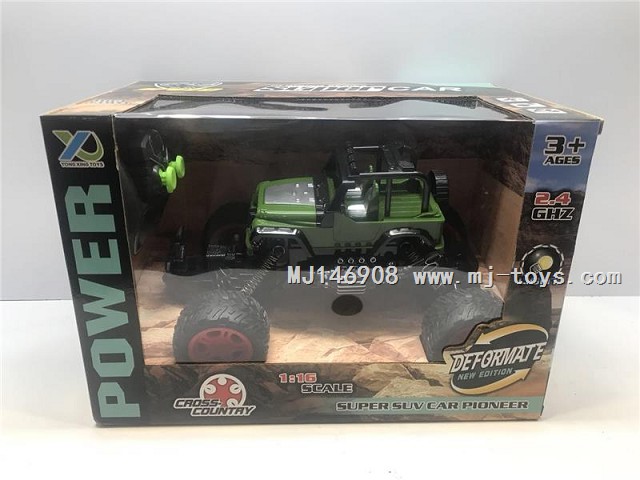 CAR
YONG XING TOYS
POWER
3+
AGES
2.4
GHZ
MJ146908 www.mj-toys.com
DEFORMATE
NEW EDITION
1:16
SCALE
CROSS-
COUNTRY
SUPER SUV CAR PIONEER